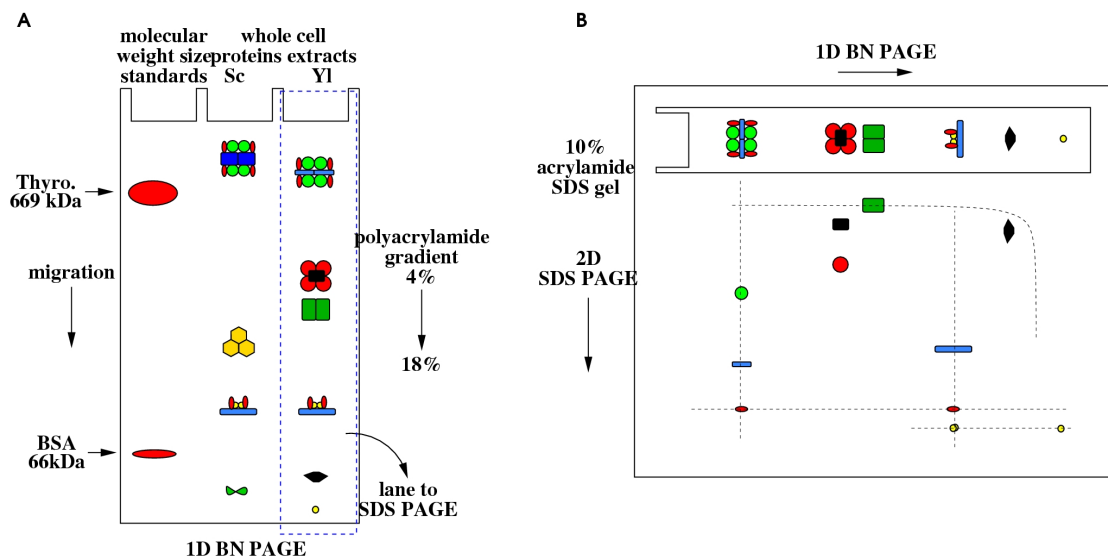 A
molecular
weight size
standards
whole cell
proteins extracts
Sc
Yl
Thyro.
669 kDa
migration
BSA
66kDa
polyacrylamide
gradient
4%
18%
lane to
SDS PAGE
1D BN PAGE
B
1D BN PAGE
10%
acrylamide
SDS gel
2D
SDS PAGE